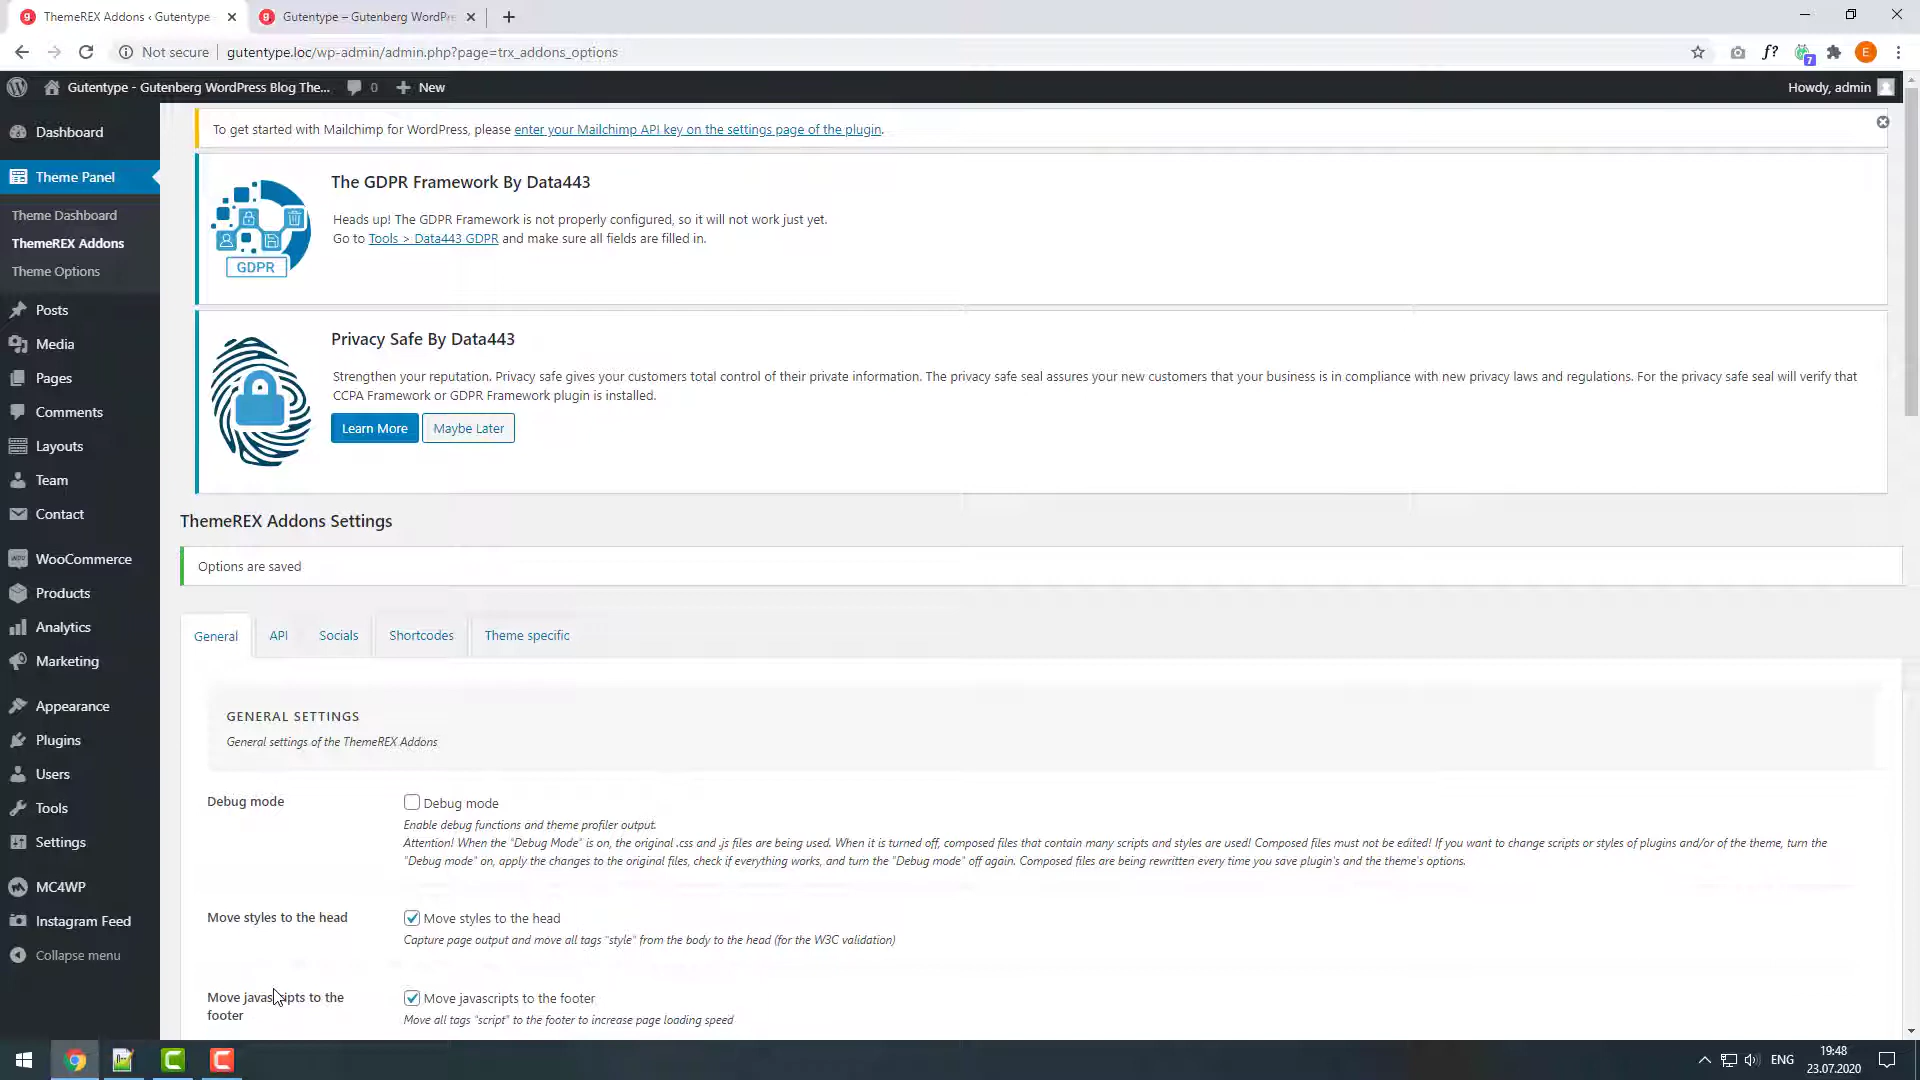 ThemeREX Addons ‹ Gutentype
Gutentype – Gutenberg WordPre
Not secure
gutentype.loc/wp-admin/admin.php?page=trx_addons_options
f?
7
E
Gutentype - Gutenberg WordPress Blog The...
0
New
Howdy, admin
Dashboard
Theme Panel
Theme Dashboard
ThemeREX Addons
Theme Options
Posts
Media
Pages
Comments
Layouts
Team
Contact
WooCommerce
Products
Analytics
Marketing
Appearance
Plugins
Users
Tools
Settings
MC4WP
Instagram Feed
Collapse menu
To get started with Mailchimp for WordPress, please enter your Mailchimp API key on the settings page of the plugin.
GDPR
The GDPR Framework By Data443
Heads up! The GDPR Framework is not properly configured, so it will not work just yet.
Go to Tools > Data443 GDPR and make sure all fields are filled in.
Privacy Safe By Data443
Strengthen your reputation. Privacy safe gives your customers total control of their private information. The privacy safe seal assures your new customers that your business is in compliance with new privacy laws and regulations. For the privacy safe seal will verify that
CCPA Framework or GDPR Framework plugin is installed.
Learn More
Maybe Later
ThemeREX Addons Settings
Options are saved
General
API
Socials
Shortcodes
Theme specific
GENERAL SETTINGS
General settings of the ThemeREX Addons
Debug mode
Debug mode
Enable debug functions and theme profiler output.
Attention! When the "Debug Mode" is on, the original .css and .js files are being used. When it is turned off, composed files that contain many scripts and styles are used! Composed files must not be edited! If you want to change scripts or styles of plugins and/or of the theme, turn the
"Debug mode" on, apply the changes to the original files, check if everything works, and turn the "Debug mode" off again. Composed files are being rewritten every time you save plugin's and the theme's options.
Move styles to the head
Move styles to the head
Capture page output and move all tags "style" from the body to the head (for the W3C validation)
Move javascripts to the
footer
Move javascripts to the footer
Move all tags "script" to the footer to increase page loading speed
ENG
19:48
23.07.2020